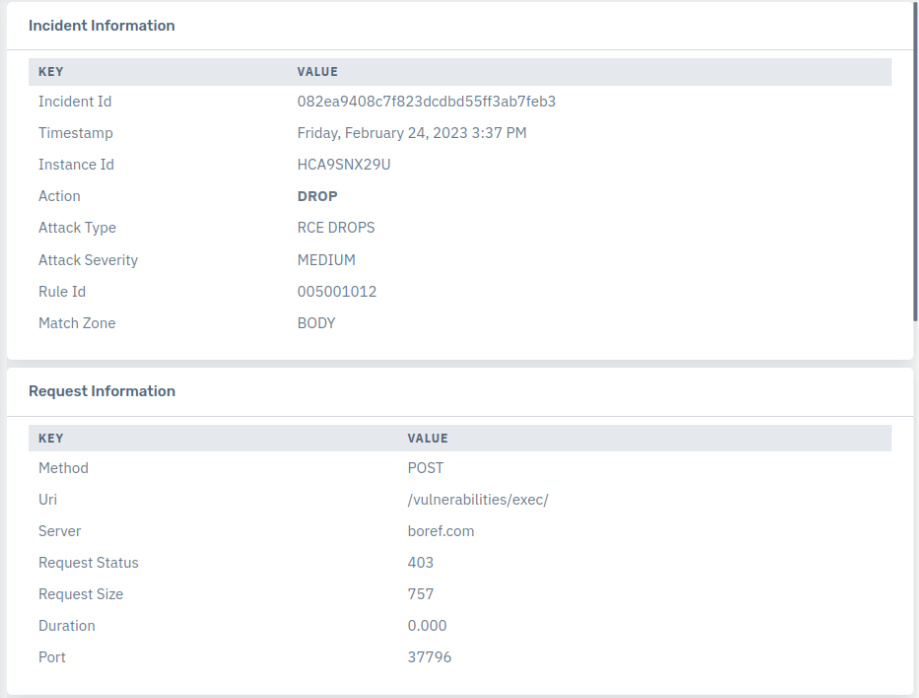 Incident Information
KEY VALUE
Incident Id 082ea9408c7f823dcdbd55ff3ab7feb3
Timestamp Friday, February 24, 2023 3:37 PM
Instance Id HCA9SNX29U
Action DROP
Attack Type RCE DROPS
Attack Severity MEDIUM
Rule Id 005001012
Match Zone BODY
Request Information
KEY VALUE
Method POST
Uri /vulnerabilities/exec/
Server boref.com
Request Status 403
Request Size 757
Duration 0.000
Port 37796